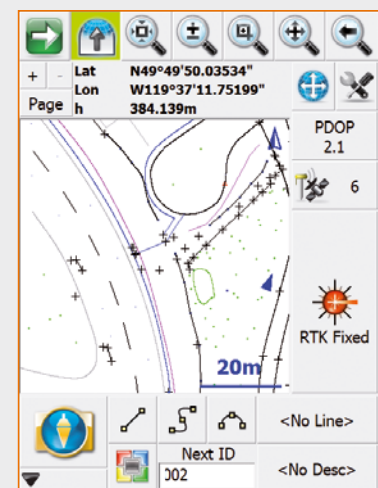 + - Lat N49°49'50.03534"
Lon W119°37'11.75199"
Page h 384.139m
PDOP
2.1
6
RTK Fixed
20m
<No Line>
Next ID
002
<No Desc>